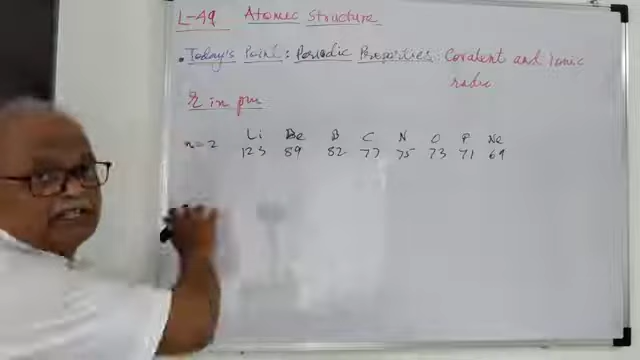 L-49 Atomic Structure
• Today's Point: Periodic Properties: Covalent and Ionic
radii
r in pm
n=2 Li Be B C N O F Ne
123 89 82 77 75 73 71 69